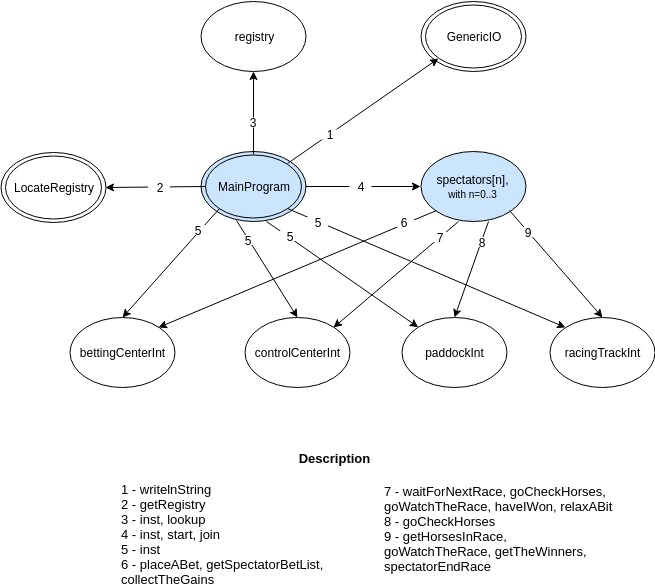 registry
GenericIO
3
1
LocateRegistry
2
MainProgram
4
spectators[n],
with n=0..3
5
5
5
5
6
7
8
9
bettingCenterInt
controlCenterInt
paddockInt
racingTrackInt
Description
1 - writelnString
2 - getRegistry
3 - inst, lookup
4 - inst, start, join
5 - inst
6 - placeABet, getSpectatorBetList,
collectTheGains
7 - waitForNextRace, goCheckHorses,
goWatchTheRace, haveIWon, relaxABit
8 - goCheckHorses
9 - getHorsesInRace,
goWatchTheRace, getTheWinners,
spectatorEndRace